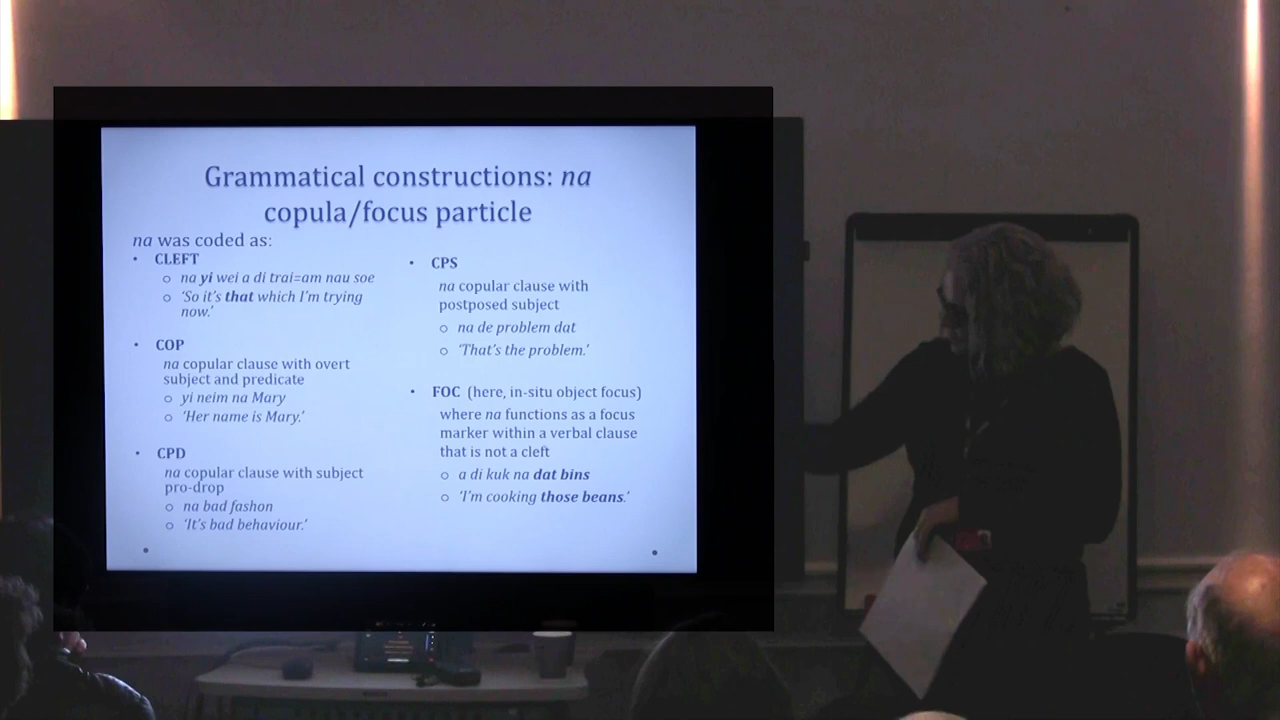 Grammatical constructions: na
copula/focus particle
na was coded as:
• CLEFT
o na yi wei a di trai=am nau soe
o ‘So it’s that which I’m trying
now.’
• COP
na copular clause with overt
subject and predicate
o yi neim na Mary
o ‘Her name is Mary.’
• CPD
na copular clause with subject
pro-drop
o na bad fashon
o ‘It’s bad behaviour.’
• CPS
na copular clause with
postposed subject
o na de problem dat
o ‘That’s the problem.’
• FOC (here, in-situ object focus)
where na functions as a focus
marker within a verbal clause
that is not a cleft
o a di kuk na dat bins
o ‘I’m cooking those beans.’